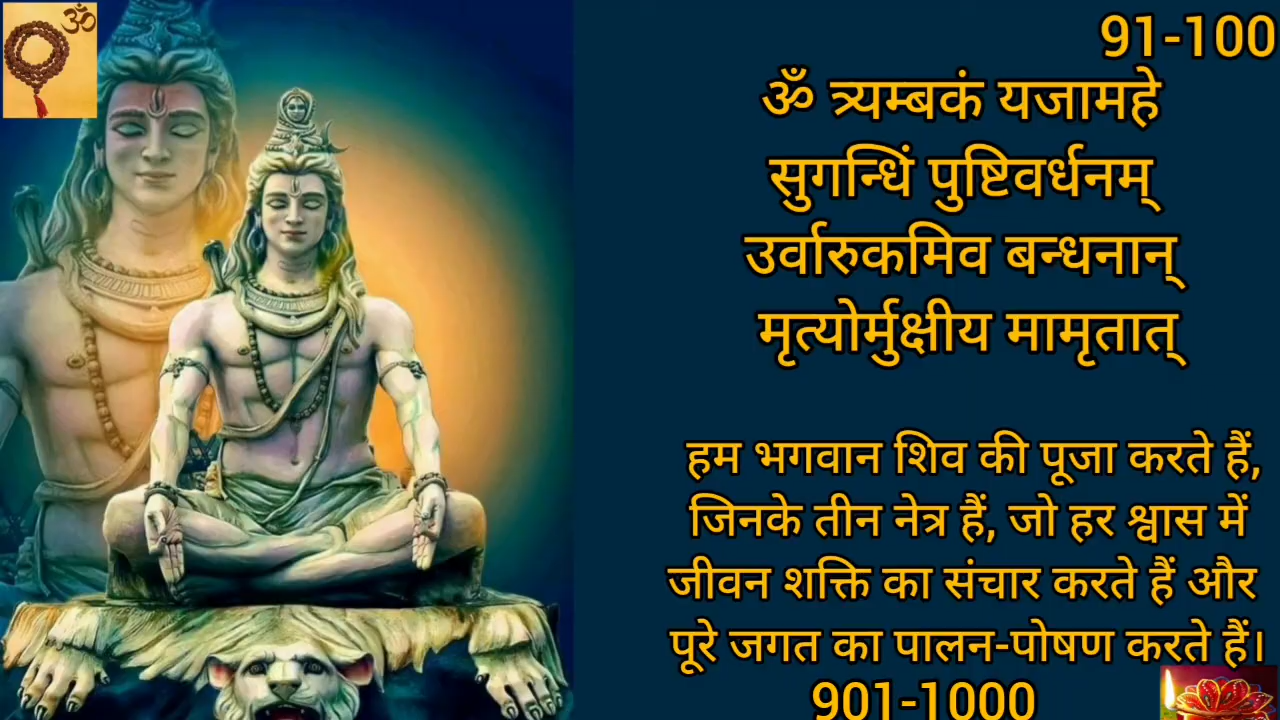 ॐ
91-100
ॐ त्र्यम्बकं यजामहे
सुगन्धिं पुष्टिवर्धनम्
उर्वारुकमिव बन्धनान्
मृत्योर्मुक्षीय मामृतात्
हम भगवान शिव की पूजा करते हैं,
जिनके तीन नेत्र हैं, जो हर श्वास में
जीवन शक्ति का संचार करते हैं और
पूरे जगत का पालन-पोषण करते हैं।
901-1000